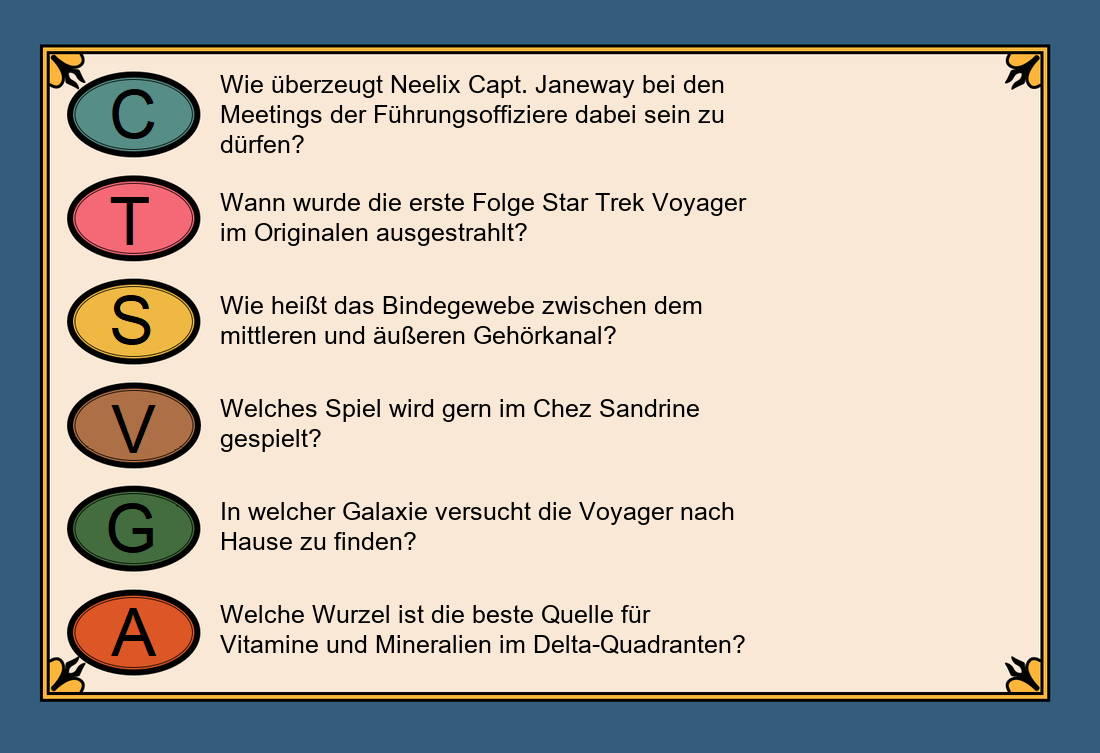 C
Wie überzeugt Neelix Capt. Janeway bei den
Meetings der Führungsoffiziere dabei sein zu
dürfen?
T
Wann wurde die erste Folge Star Trek Voyager
im Originalen ausgestrahlt?
S
Wie heißt das Bindegewebe zwischen dem
mittleren und äußeren Gehörkanal?
V
Welches Spiel wird gern im Chez Sandrine
gespielt?
G
In welcher Galaxie versucht die Voyager nach
Hause zu finden?
A
Welche Wurzel ist die beste Quelle für
Vitamine und Mineralien im Delta-Quadranten?